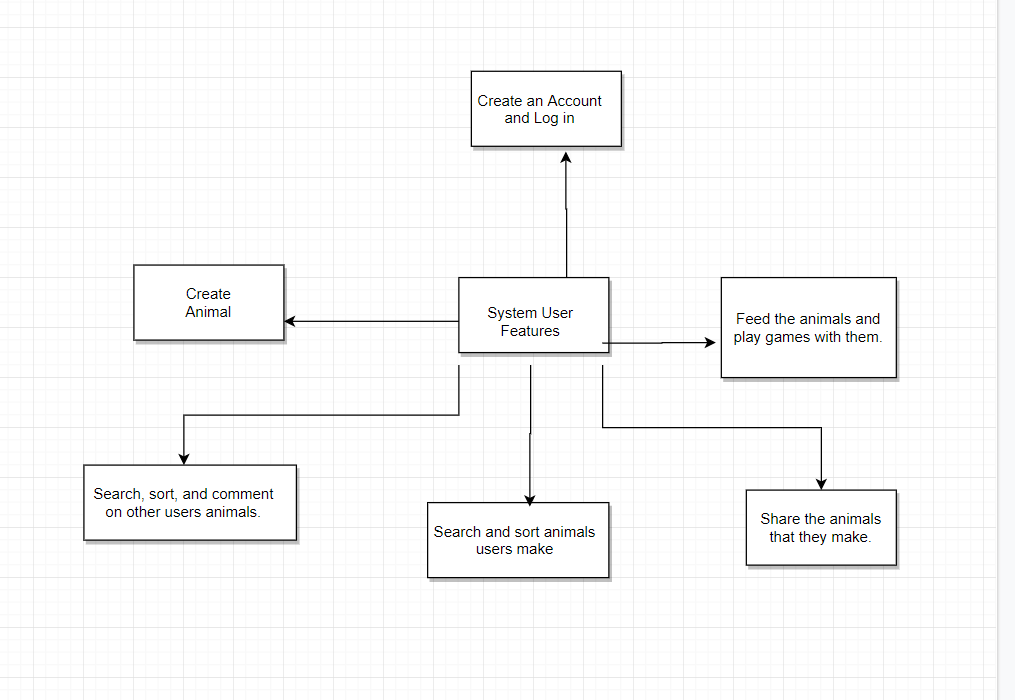 Create an Account
and Log in
Create
Animal
System User
Features
Feed the animals and
play games with them.
Search, sort, and comment
on other users animals.
Search and sort animals
users make
Share the animals
that they make.